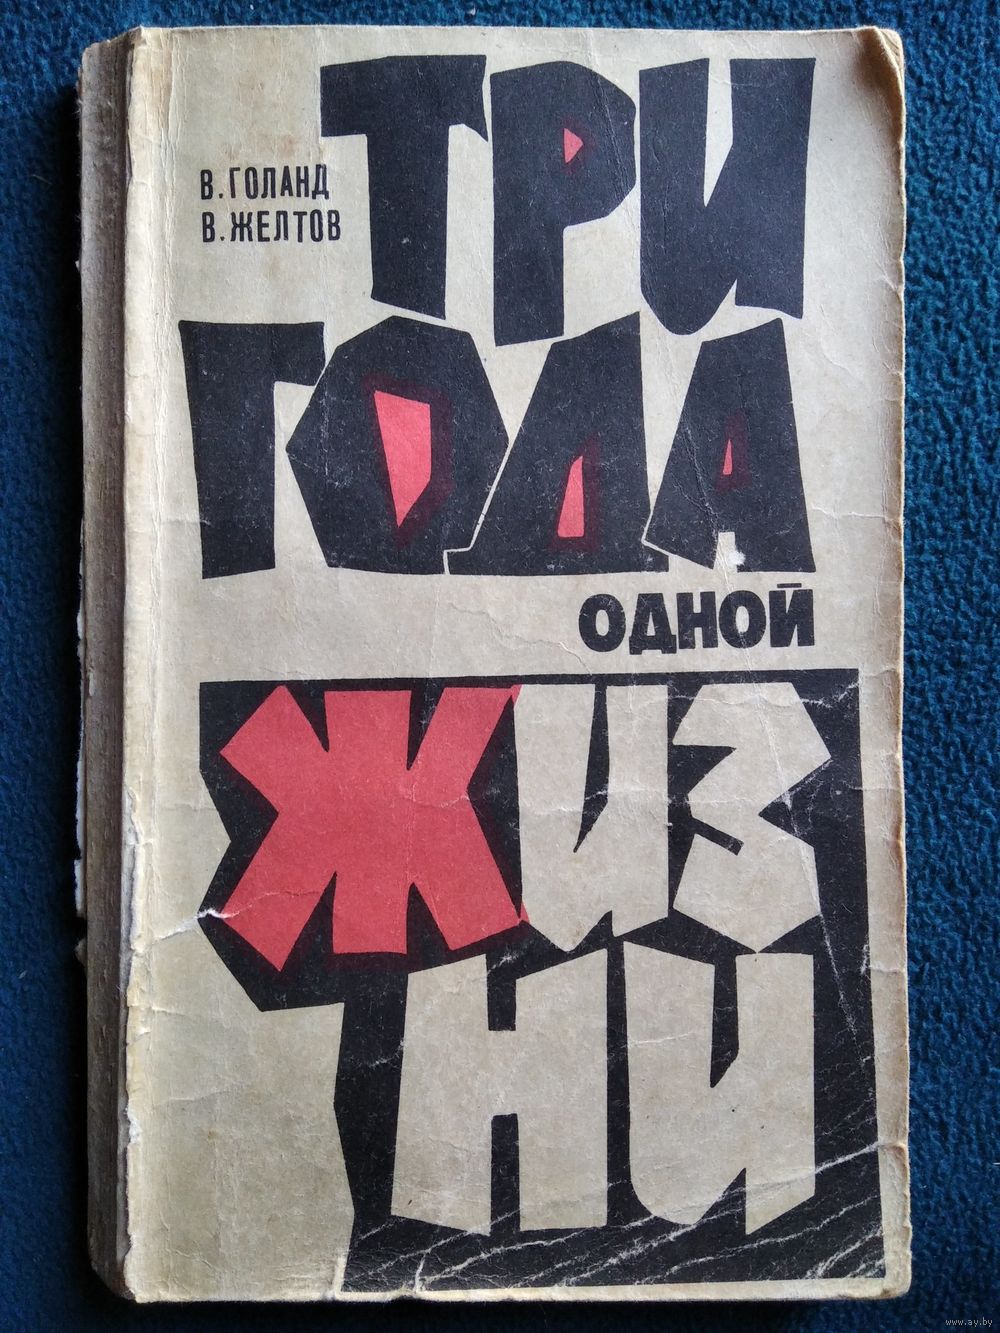 В. ГОЛАНД
В. ЖЕЛТОВ
ТРИ
ГОДА
ОДНОЙ
ЖИЗ
НИ
www.ay.by